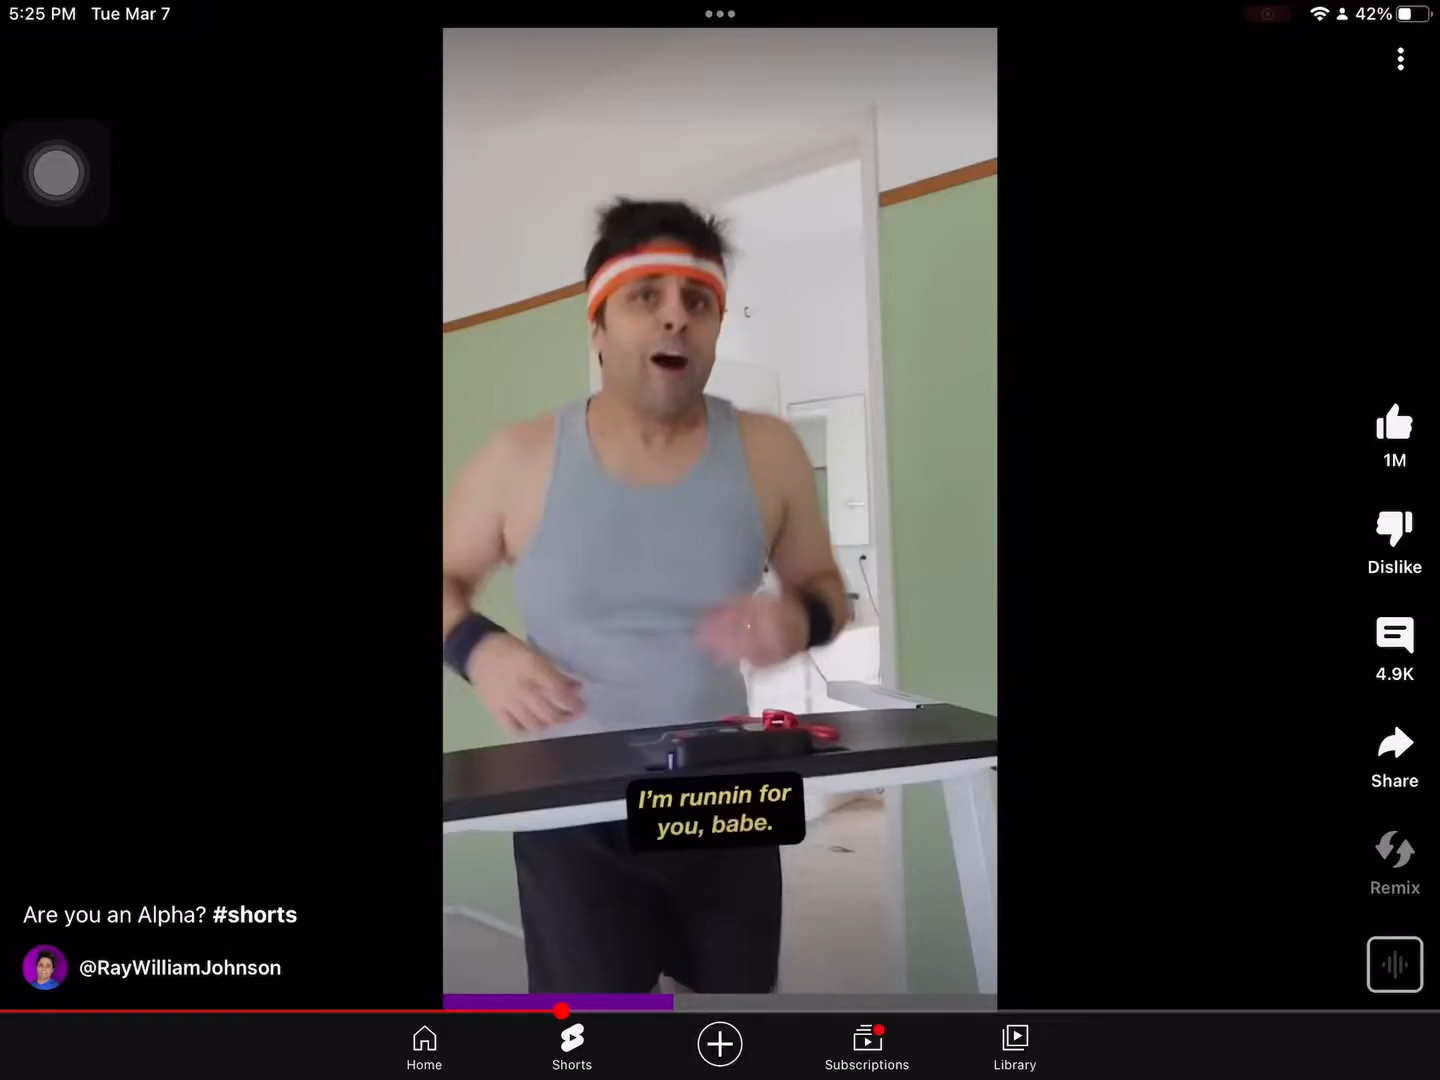 5:25 PM Tue Mar 7
42%
1M
Dislike
4.9K
Share
Remix
I'm runnin for
you, babe.
Are you an Alpha? #shorts
@RayWilliamJohnson
Home
Shorts
Subscriptions
Library